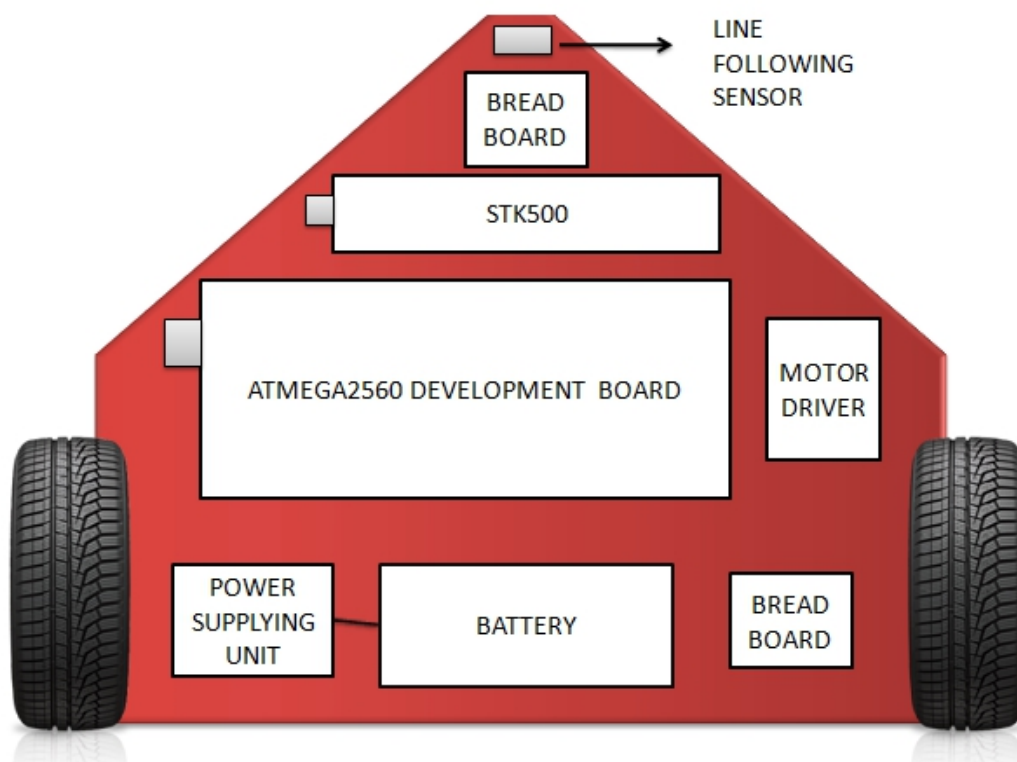 LINE
FOLLOWING
SENSOR
BREAD
BOARD
STK500
ATMEGA2560 DEVELOPMENT BOARD
MOTOR
DRIVER
POWER
SUPPLYING
UNIT
BATTERY
BREAD
BOARD